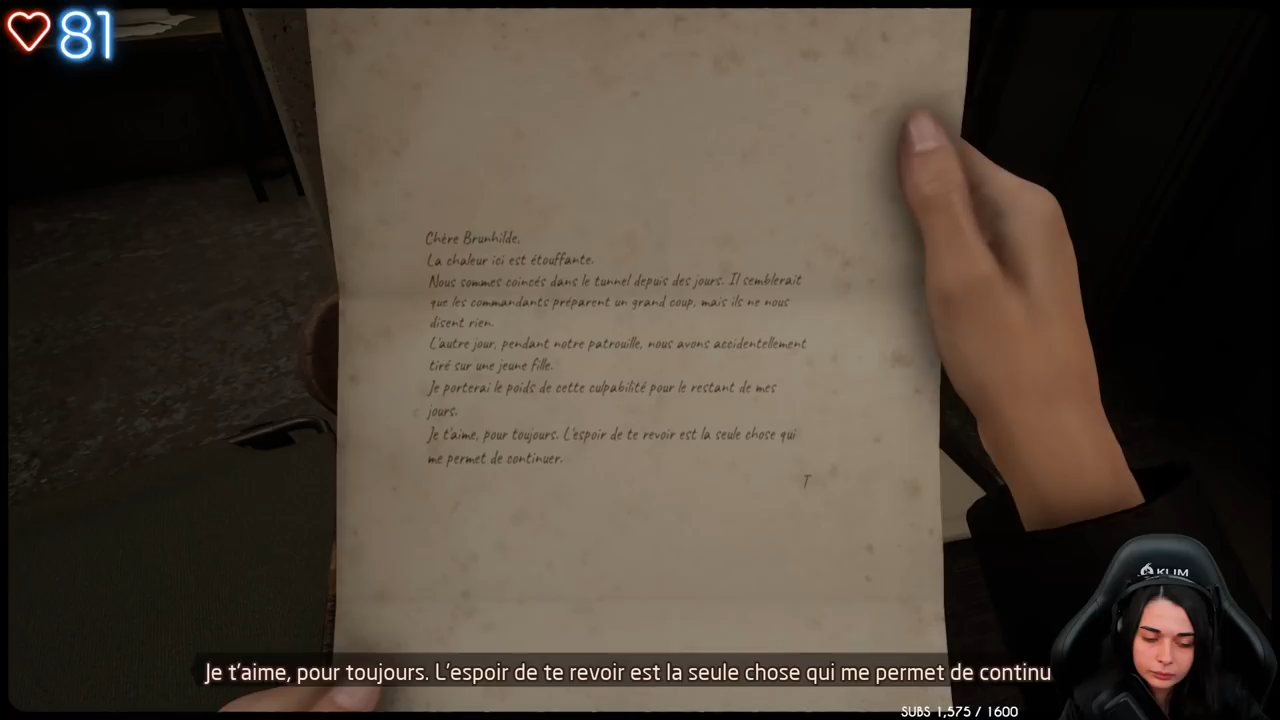 81
Chère Brunhilde,
La chaleur ici est étouffante.
Nous sommes coincés dans le tunnel depuis des jours. Il semblerait
que les commandants préparent un grand coup, mais ils ne nous
disent rien.
L'autre jour, pendant notre patrouille, nous avons accidentellement
tiré sur une jeune fille.
Je porterai le poids de cette culpabilité pour le restant de mes
jours.
Je t'aime, pour toujours. L'espoir de te revoir est la seule chose qui
me permet de continuer.
T
KLIM
Je t'aime, pour toujours. L'espoir de te revoir est la seule chose qui me permet de continu
SUBS 1,575 / 1600